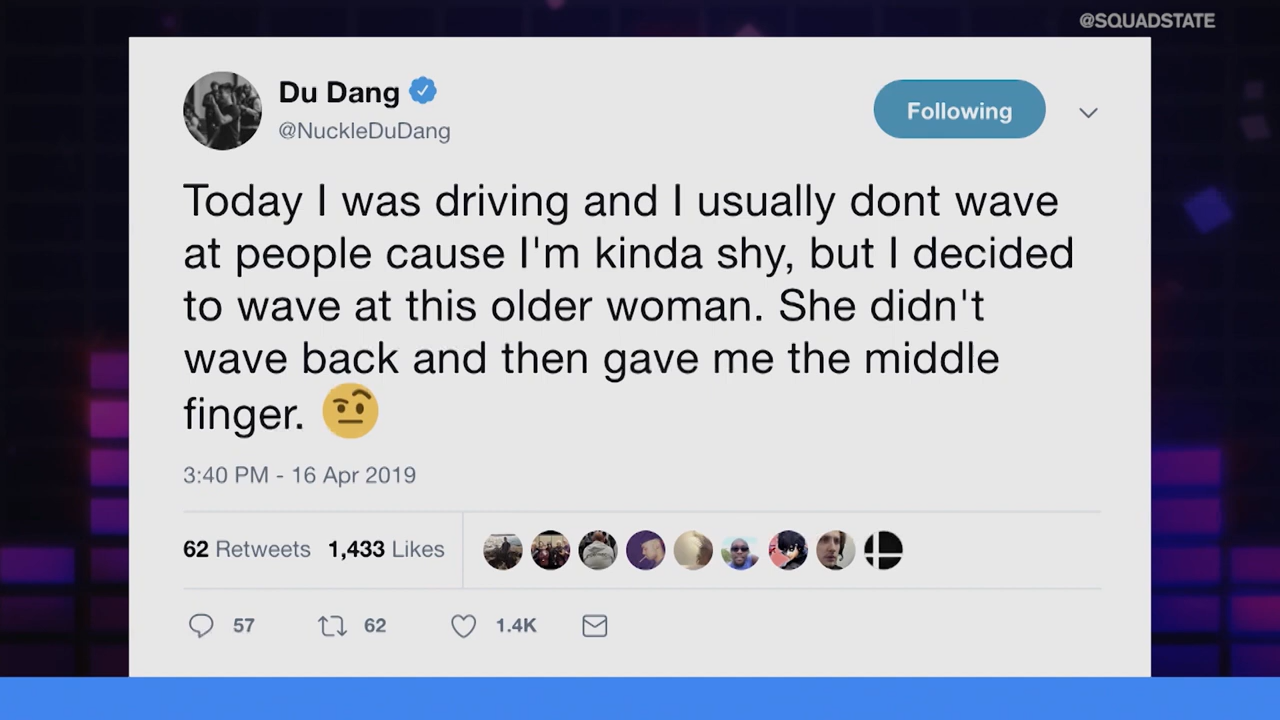 @SQUADSTATE
Du Dang
@NuckleDuDang
Following
Today I was driving and I usually dont wave
at people cause I'm kinda shy, but I decided
to wave at this older woman. She didn't
wave back and then gave me the middle
finger. 🤨
3:40 PM - 16 Apr 2019
62 Retweets 1,433 Likes
57 62 1.4K